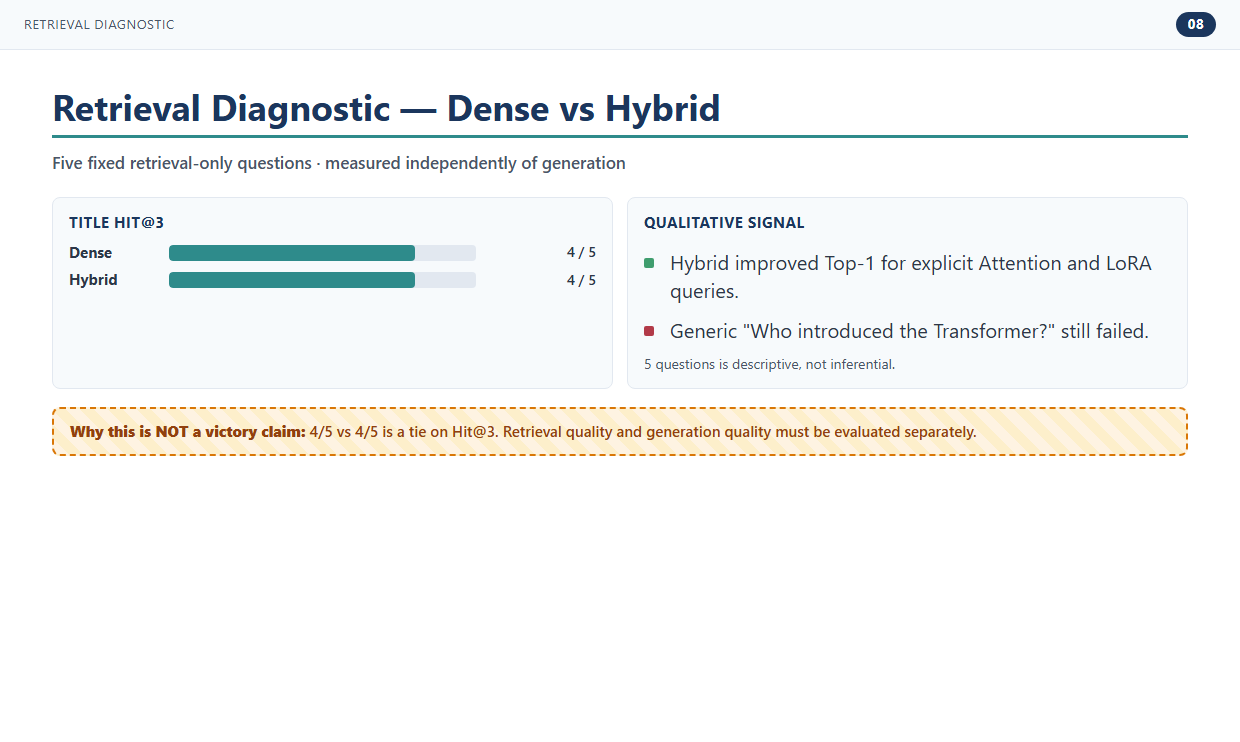 RETRIEVAL DIAGNOSTIC
08
Retrieval Diagnostic — Dense vs Hybrid
Five fixed retrieval-only questions · measured independently of generation
TITLE HIT@3
Dense 4 / 5
Hybrid 4 / 5
QUALITATIVE SIGNAL
Hybrid improved Top-1 for explicit Attention and LoRA
queries.
Generic "Who introduced the Transformer?" still failed.
5 questions is descriptive, not inferential.
Why this is NOT a victory claim: 4/5 vs 4/5 is a tie on Hit@3. Retrieval quality and generation quality must be evaluated separately.